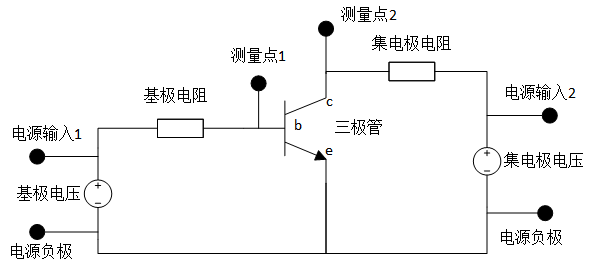 测量点2
测量点1
集电极电阻
基极电阻
c
电源输入2
电源输入1
b
三极管
e
集电极电压
基极电压
电源负极
电源负极